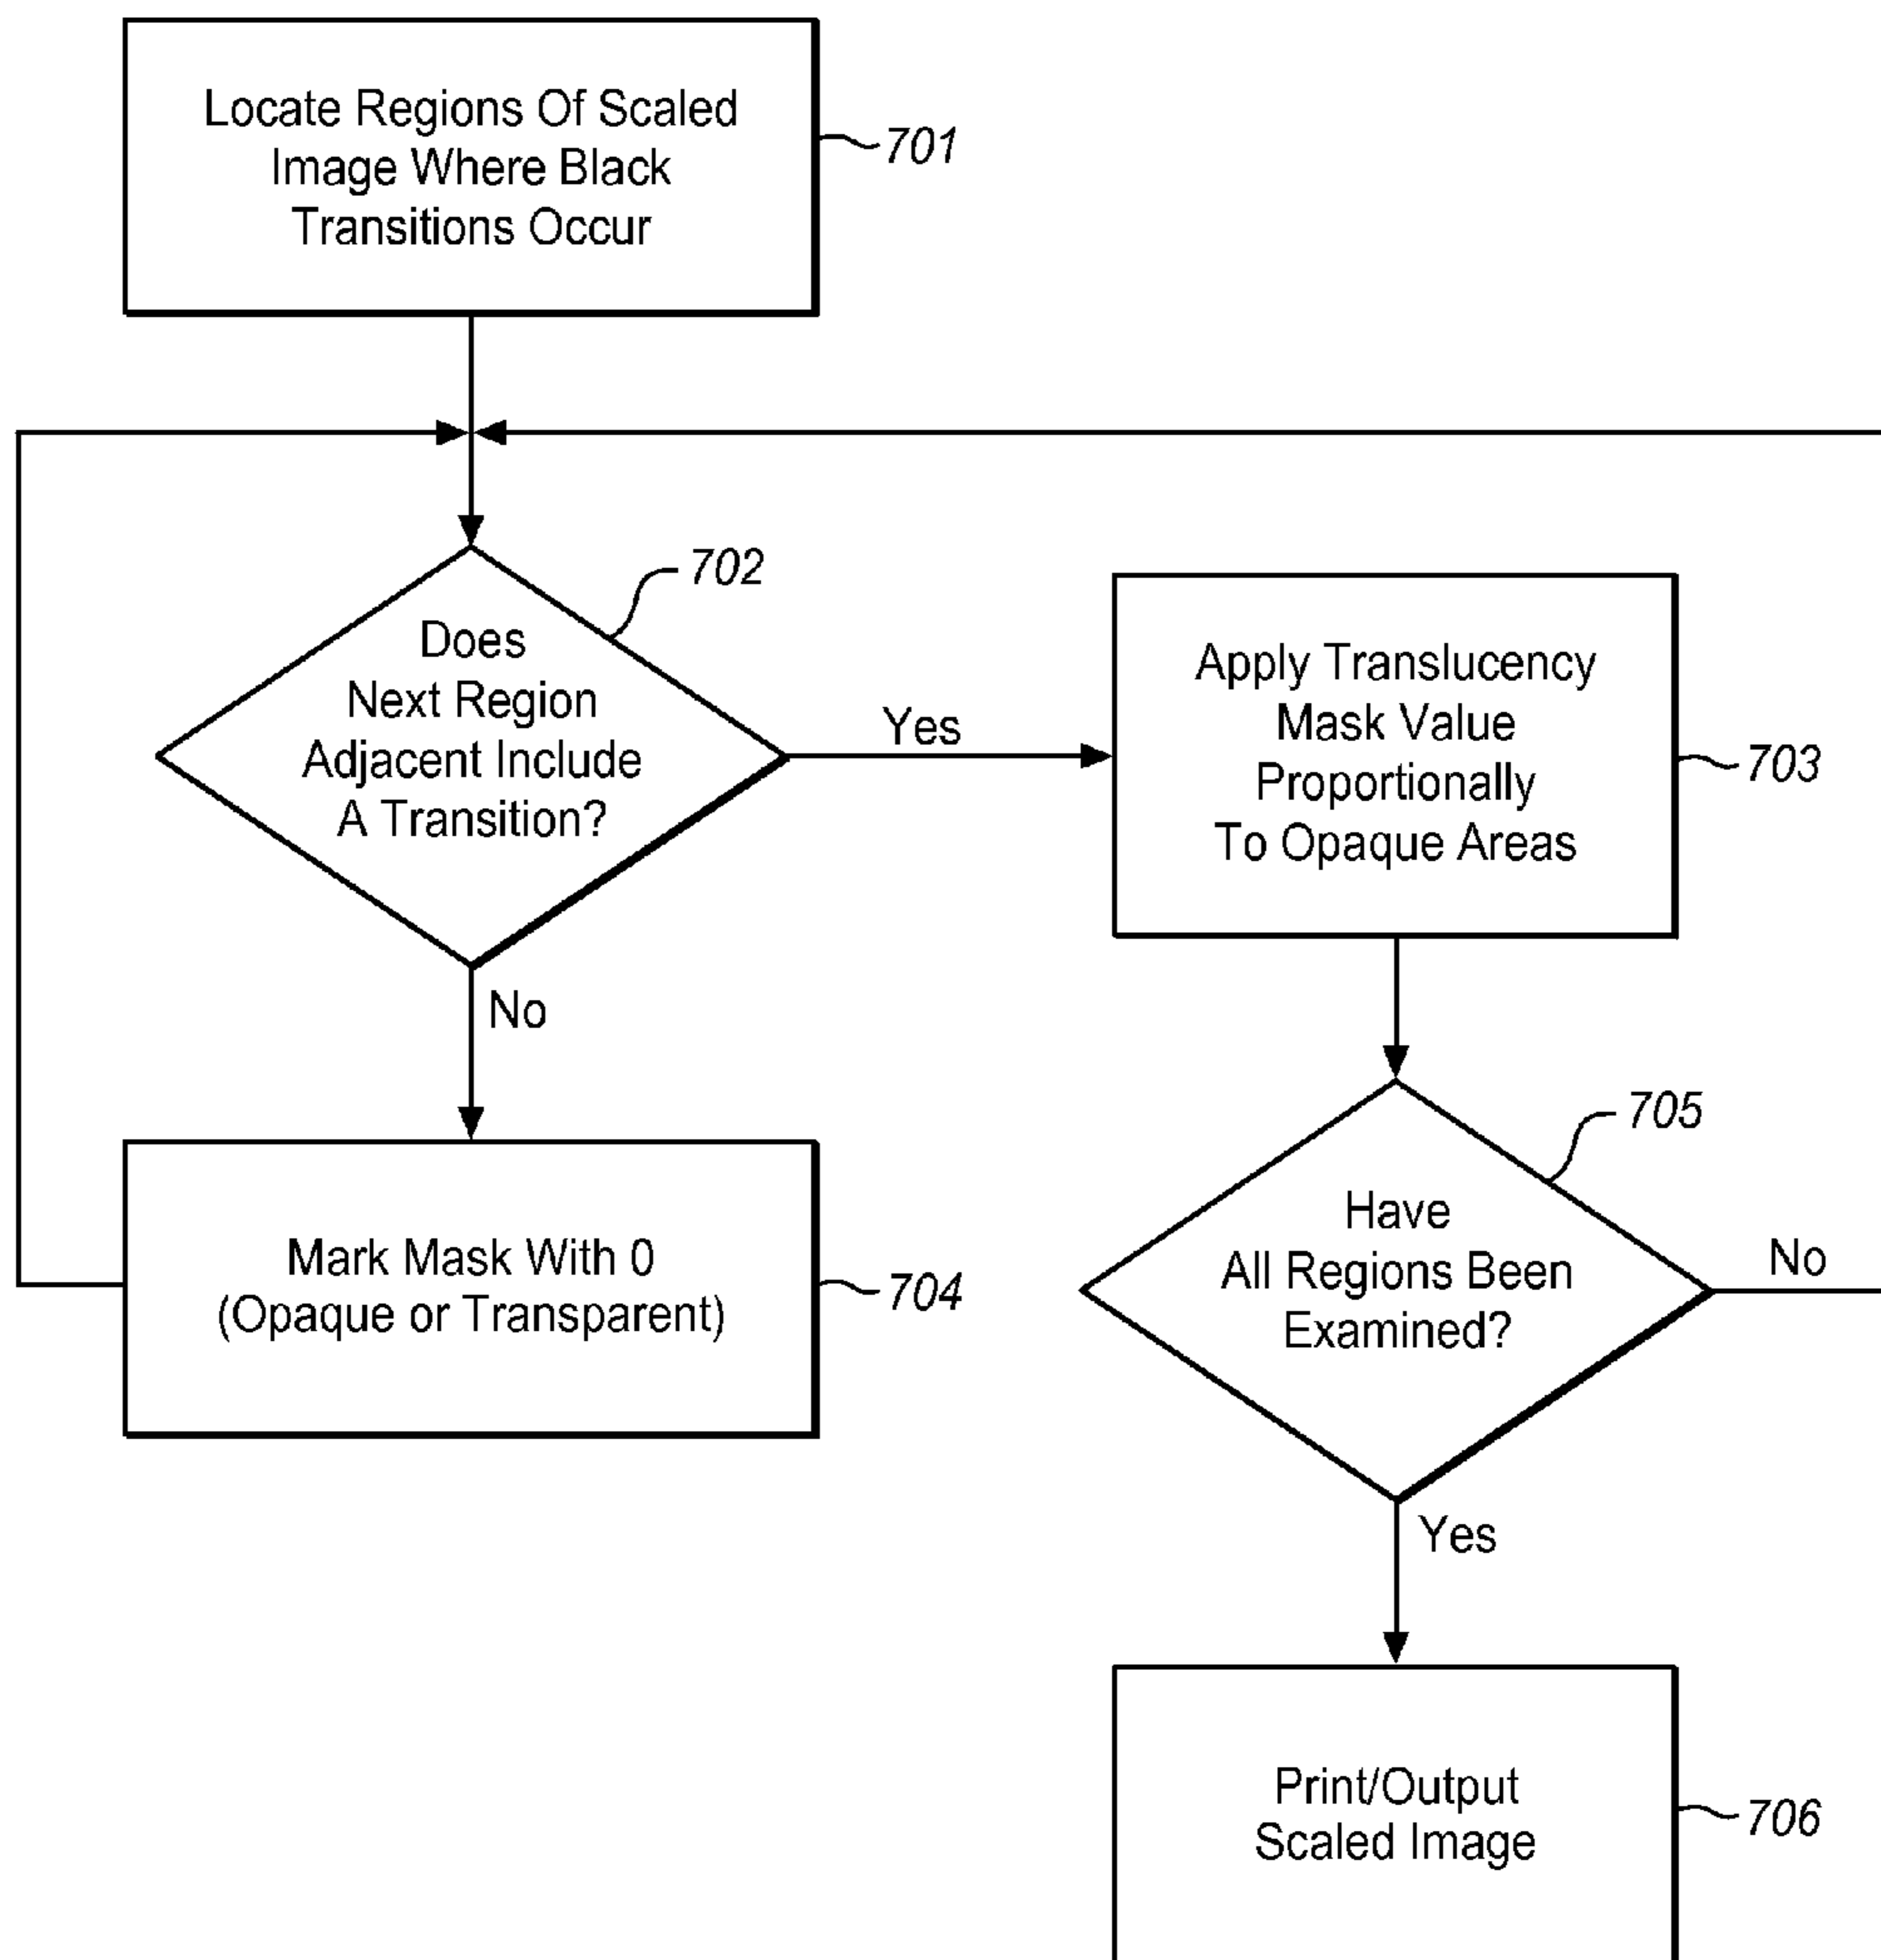 Locate Regions Of Scaled
Image Where Black
Transitions Occur
701
702
Does
Next Region
Adjacent Include
A Transition?
Yes
No
Apply Translucency
Mask Value
Proportionally
To Opaque Areas
703
Mark Mask With 0
(Opaque or Transparent)
704
705
Have
All Regions Been
Examined?
No
Yes
Print/Output
Scaled Image
706